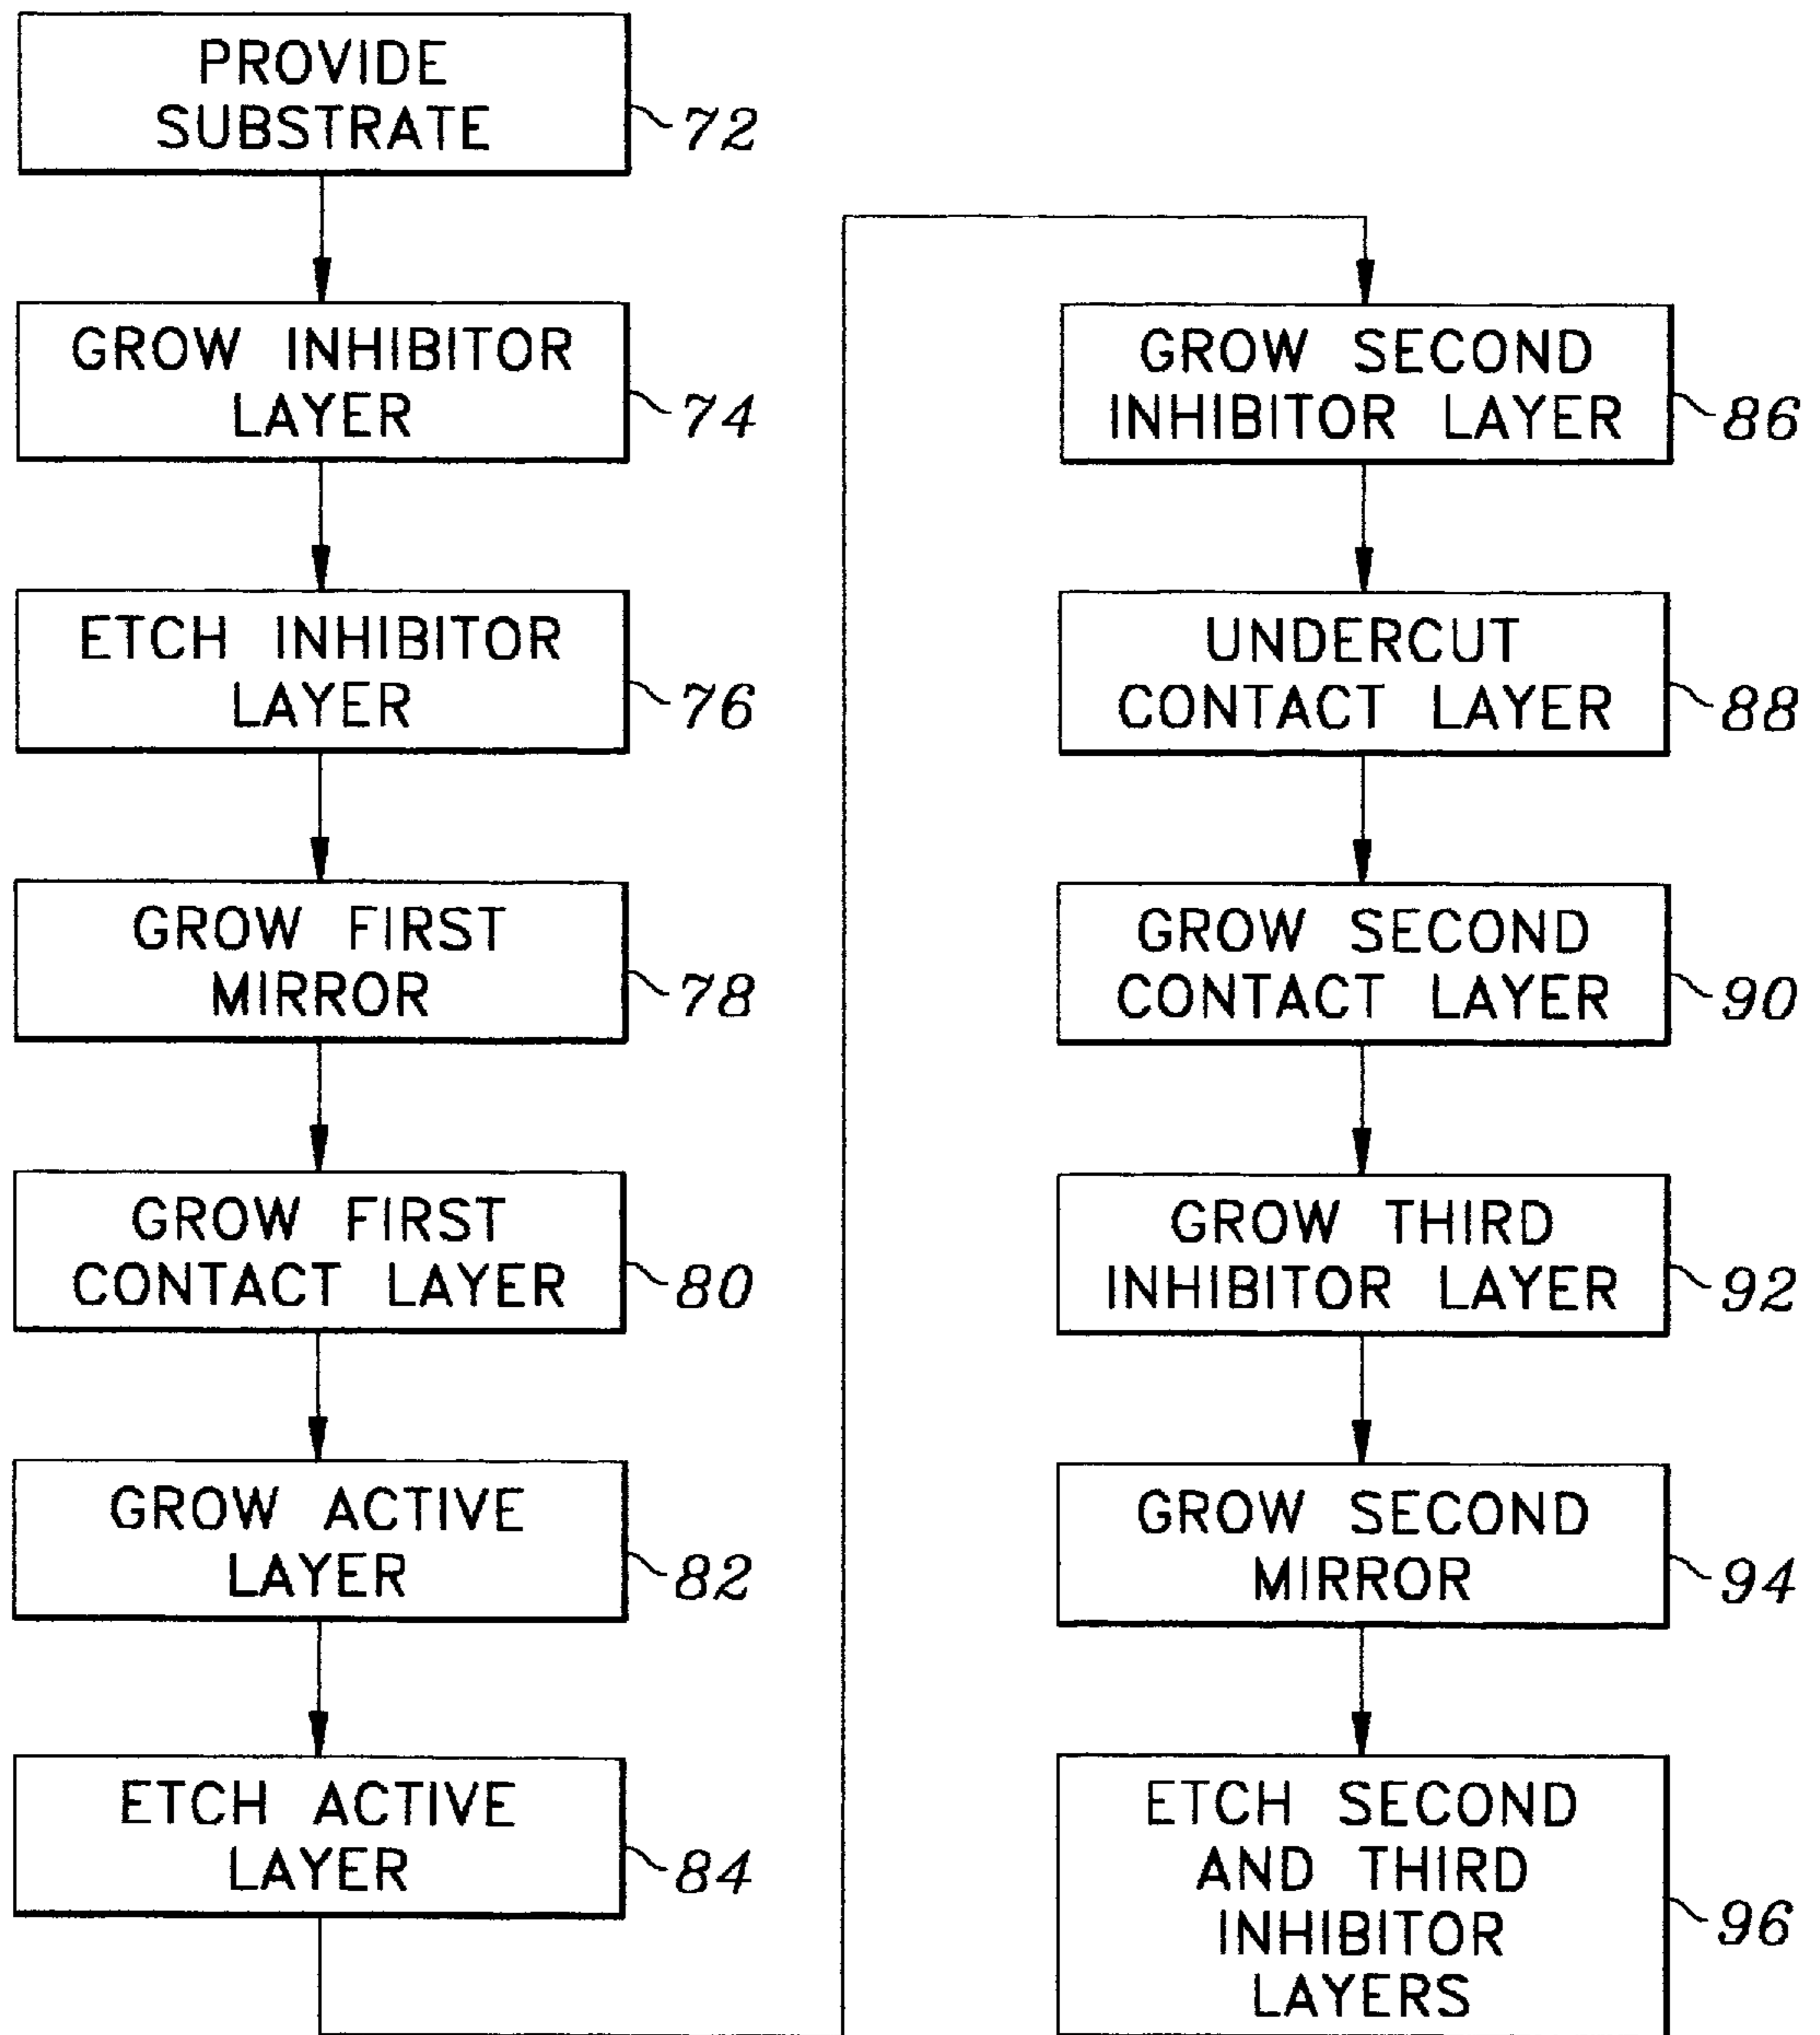 PROVIDE
SUBSTRATE
72
GROW INHIBITOR
LAYER
74
ETCH INHIBITOR
LAYER
76
GROW FIRST
MIRROR
78
GROW FIRST
CONTACT LAYER
80
GROW ACTIVE
LAYER
82
ETCH ACTIVE
LAYER
84
GROW SECOND
INHIBITOR LAYER
86
UNDERCUT
CONTACT LAYER
88
GROW SECOND
CONTACT LAYER
90
GROW THIRD
INHIBITOR LAYER
92
GROW SECOND
MIRROR
94
ETCH SECOND
AND THIRD
INHIBITOR
LAYERS
96